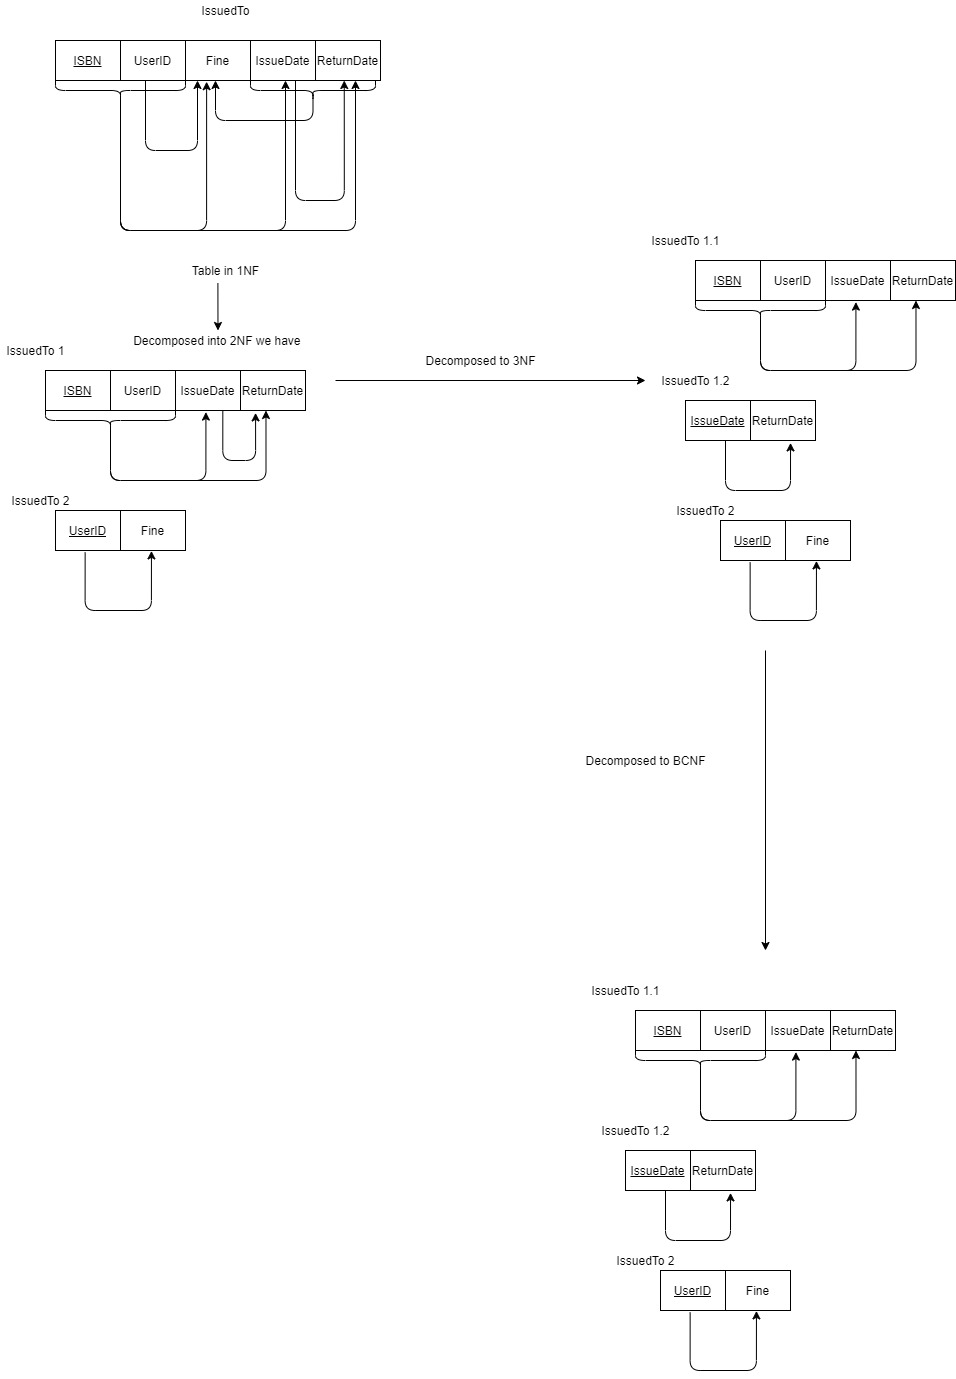 IssuedTo
ISBN UserID Fine IssueDate ReturnDate
Table in 1NF
Decomposed into 2NF we have
IssuedTo 1
ISBN UserID IssueDate ReturnDate
IssuedTo 2
UserID Fine
Decomposed to 3NF
IssuedTo 1.1
ISBN UserID IssueDate ReturnDate
IssuedTo 1.2
IssueDate ReturnDate
IssuedTo 2
UserID Fine
Decomposed to BCNF
IssuedTo 1.1
ISBN UserID IssueDate ReturnDate
IssuedTo 1.2
IssueDate ReturnDate
IssuedTo 2
UserID Fine